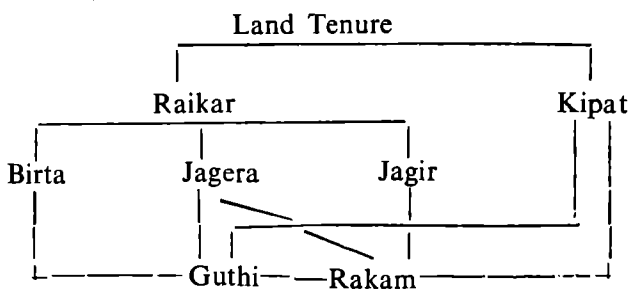 Land Tenure
Raikar Kipat
Birta Jagera Jagir
Guthi Rakam